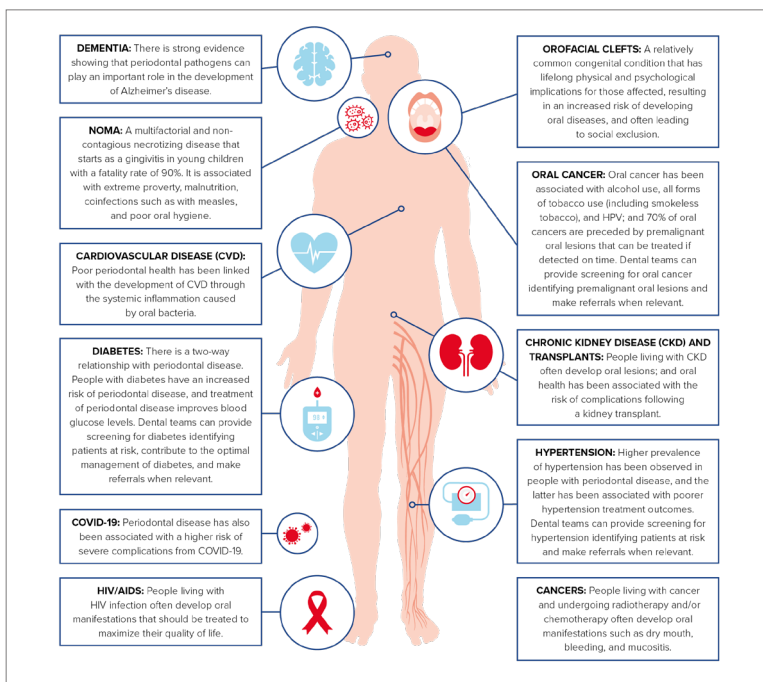 DEMENTIA: There is strong evidence
showing that periodontal pathogens can
play an important role in the development
of Alzheimer's disease.
NOMA: A multifactorial and non-
contagious necrotizing disease that
starts as a gingivitis in young children
with a fatality rate of 90%. It is associated
with extreme poverty, malnutrition,
coinfections such as with measles,
and poor oral hygiene.
CARDIOVASCULAR DISEASE (CVD):
Poor periodontal health has been linked
with the development of CVD through
the systemic inflammation caused
by oral bacteria.
DIABETES: There is a two-way
relationship with periodontal disease.
People with diabetes have an increased
risk of periodontal disease, and treatment
of periodontal disease improves blood
glucose levels. Dental teams can provide
screening for diabetes identifying
patients at risk, contribute to the optimal
management of diabetes, and make
referrals when relevant.
COVID-19: Periodontal disease has also
been associated with a higher risk of
severe complications from COVID-19.
HIV/AIDS: People living with
HIV infection often develop oral
manifestations that should be treated to
maximize their quality of life.
OROFACIAL CLEFTS: A relatively
common congenital condition that has
lifelong physical and psychological
implications for those affected, resulting
in an increased risk of developing
oral diseases, and often leading
to social exclusion.
ORAL CANCER: Oral cancer has been
associated with alcohol use, all forms
of tobacco use (including smokeless
tobacco), and HPV; and 70% of oral
cancers are preceded by premalignant
oral lesions that can be treated if
detected on time. Dental teams can
provide screening for oral cancer
identifying premalignant oral lesions and
make referrals when relevant.
CHRONIC KIDNEY DISEASE (CKD) AND
TRANSPLANTS: People living with CKD
often develop oral lesions; and oral
health has been associated with the
risk of complications following
a kidney transplant.
HYPERTENSION: Higher prevalence
of hypertension has been observed in
people with periodontal disease, and the
latter has been associated with poorer
hypertension treatment outcomes.
Dental teams can provide screening for
hypertension identifying patients at risk
and make referrals when relevant.
CANCERS: People living with cancer
and undergoing radiotherapy and/or
chemotherapy often develop oral
manifestations such as dry mouth,
bleeding, and mucositis.